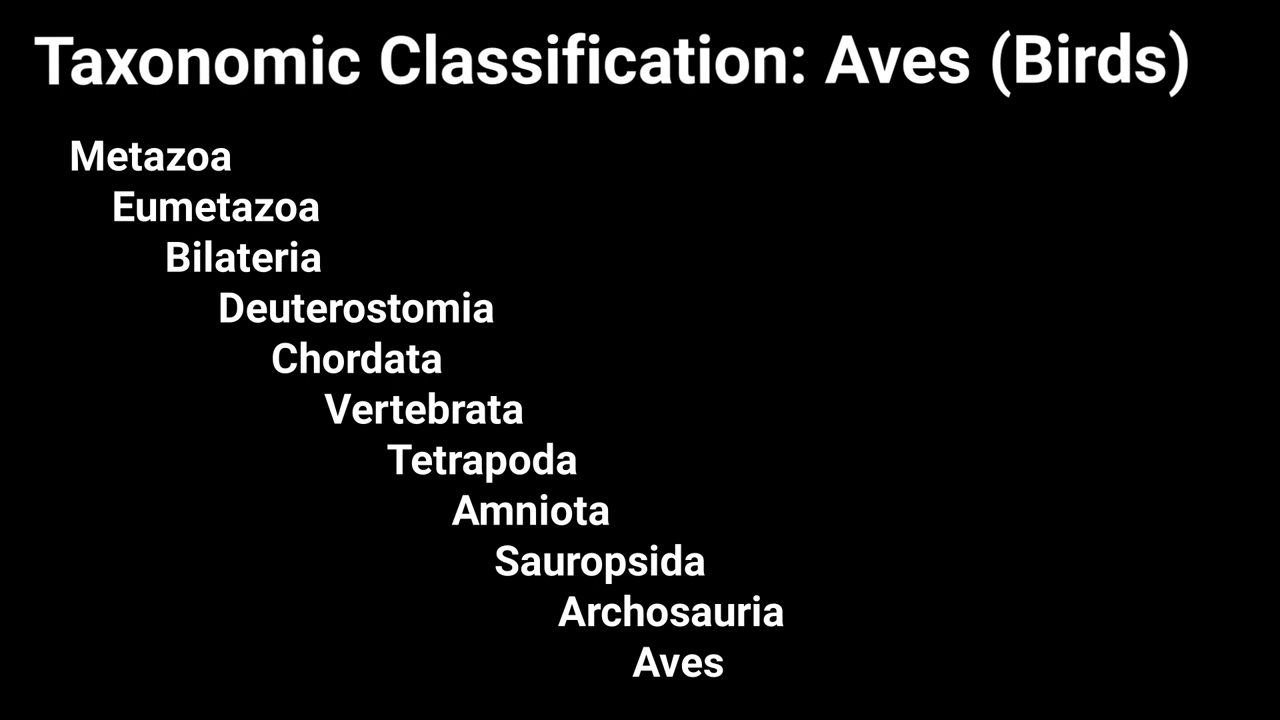 Taxonomic Classification: Aves (Birds)
Metazoa
Eumetazoa
Bilateria
Deuterostomia
Chordata
Vertebrata
Tetrapoda
Amniota
Sauropsida
Archosauria
Aves